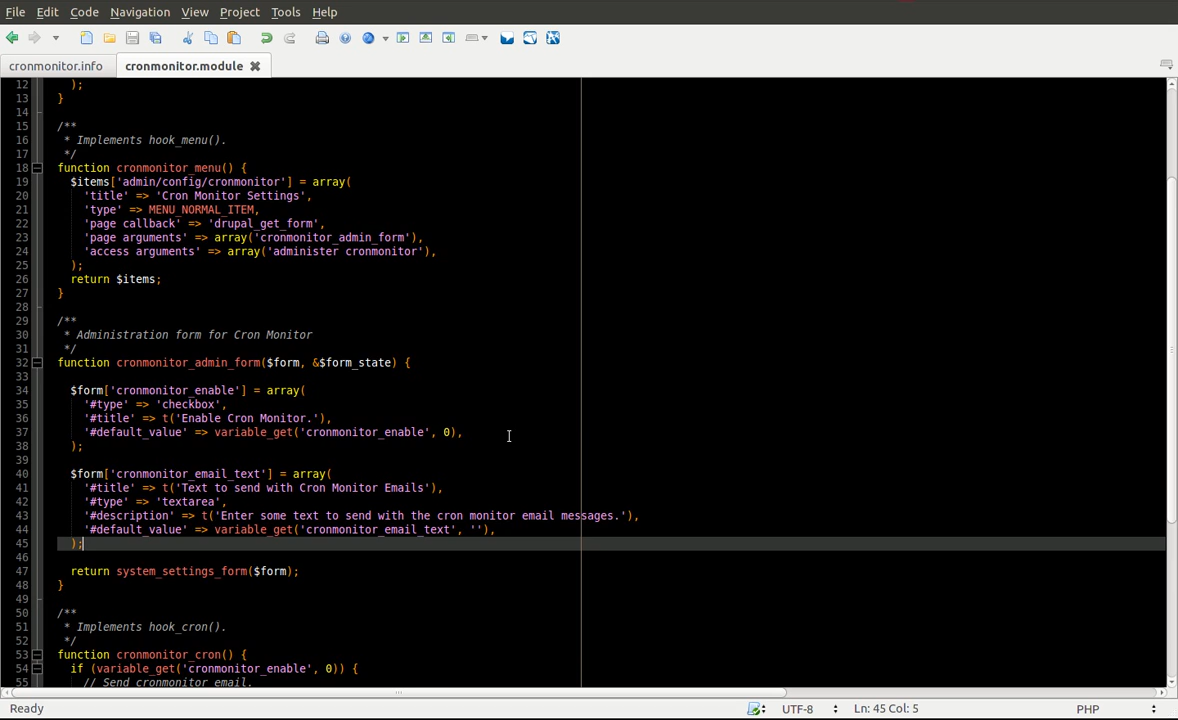 File Edit Code Navigation View Project Tools Help
cronmonitor.info cronmonitor.module
12 );
13 }
14
15 /**
16 * Implements hook_menu().
17 */
18 function cronmonitor_menu() {
19 $items['admin/config/cronmonitor'] = array(
20 'title' => 'Cron Monitor Settings',
21 'type' => MENU_NORMAL_ITEM,
22 'page callback' => 'drupal_get_form',
23 'page arguments' => array('cronmonitor_admin_form'),
24 'access arguments' => array('administer cronmonitor'),
25 );
26 return $items;
27 }
28
29 /**
30 * Administration form for Cron Monitor
31 */
32 function cronmonitor_admin_form($form, &$form_state) {
33
34 $form['cronmonitor_enable'] = array(
35 '#type' => 'checkbox',
36 '#title' => t('Enable Cron Monitor.'),
37 '#default_value' => variable_get('cronmonitor_enable', 0),
38 );
39
40 $form['cronmonitor_email_text'] = array(
41 '#title' => t('Text to send with Cron Monitor Emails'),
42 '#type' => 'textarea',
43 '#description' => t('Enter some text to send with the cron monitor email messages.'),
44 '#default_value' => variable_get('cronmonitor_email_text', ''),
45 );
46
47 return system_settings_form($form);
48 }
49
50 /**
51 * Implements hook_cron().
52 */
53 function cronmonitor_cron() {
54 if (variable_get('cronmonitor_enable', 0)) {
55 // Send cronmonitor email.
Ready UTF-8 Ln: 45 Col: 5 PHP